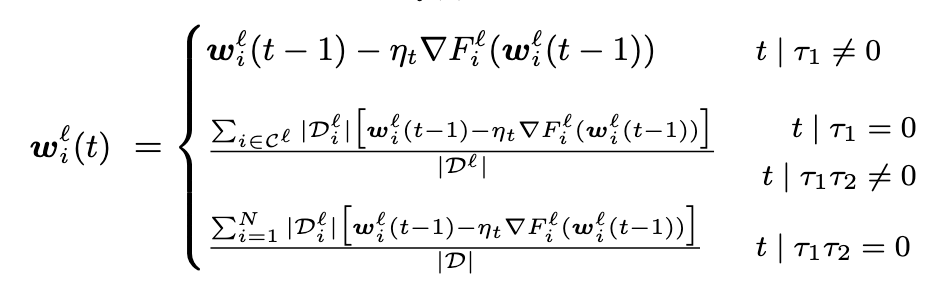 w_i^ℓ(t) = { w_i^ℓ(t − 1) − η_t∇F_i^ℓ(w_i^ℓ(t − 1))    t | τ_1 ≠ 0
∑_{i∈𝒞^ℓ} |𝒟_i^ℓ| [w_i^ℓ(t−1)−η_t∇F_i^ℓ(w_i^ℓ(t−1))] / |𝒟^ℓ|    t | τ_1 = 0
t | τ_1τ_2 ≠ 0
∑_{i=1}^N |𝒟_i^ℓ| [w_i^ℓ(t−1)−η_t∇F_i^ℓ(w_i^ℓ(t−1))] / |𝒟|    t | τ_1τ_2 = 0